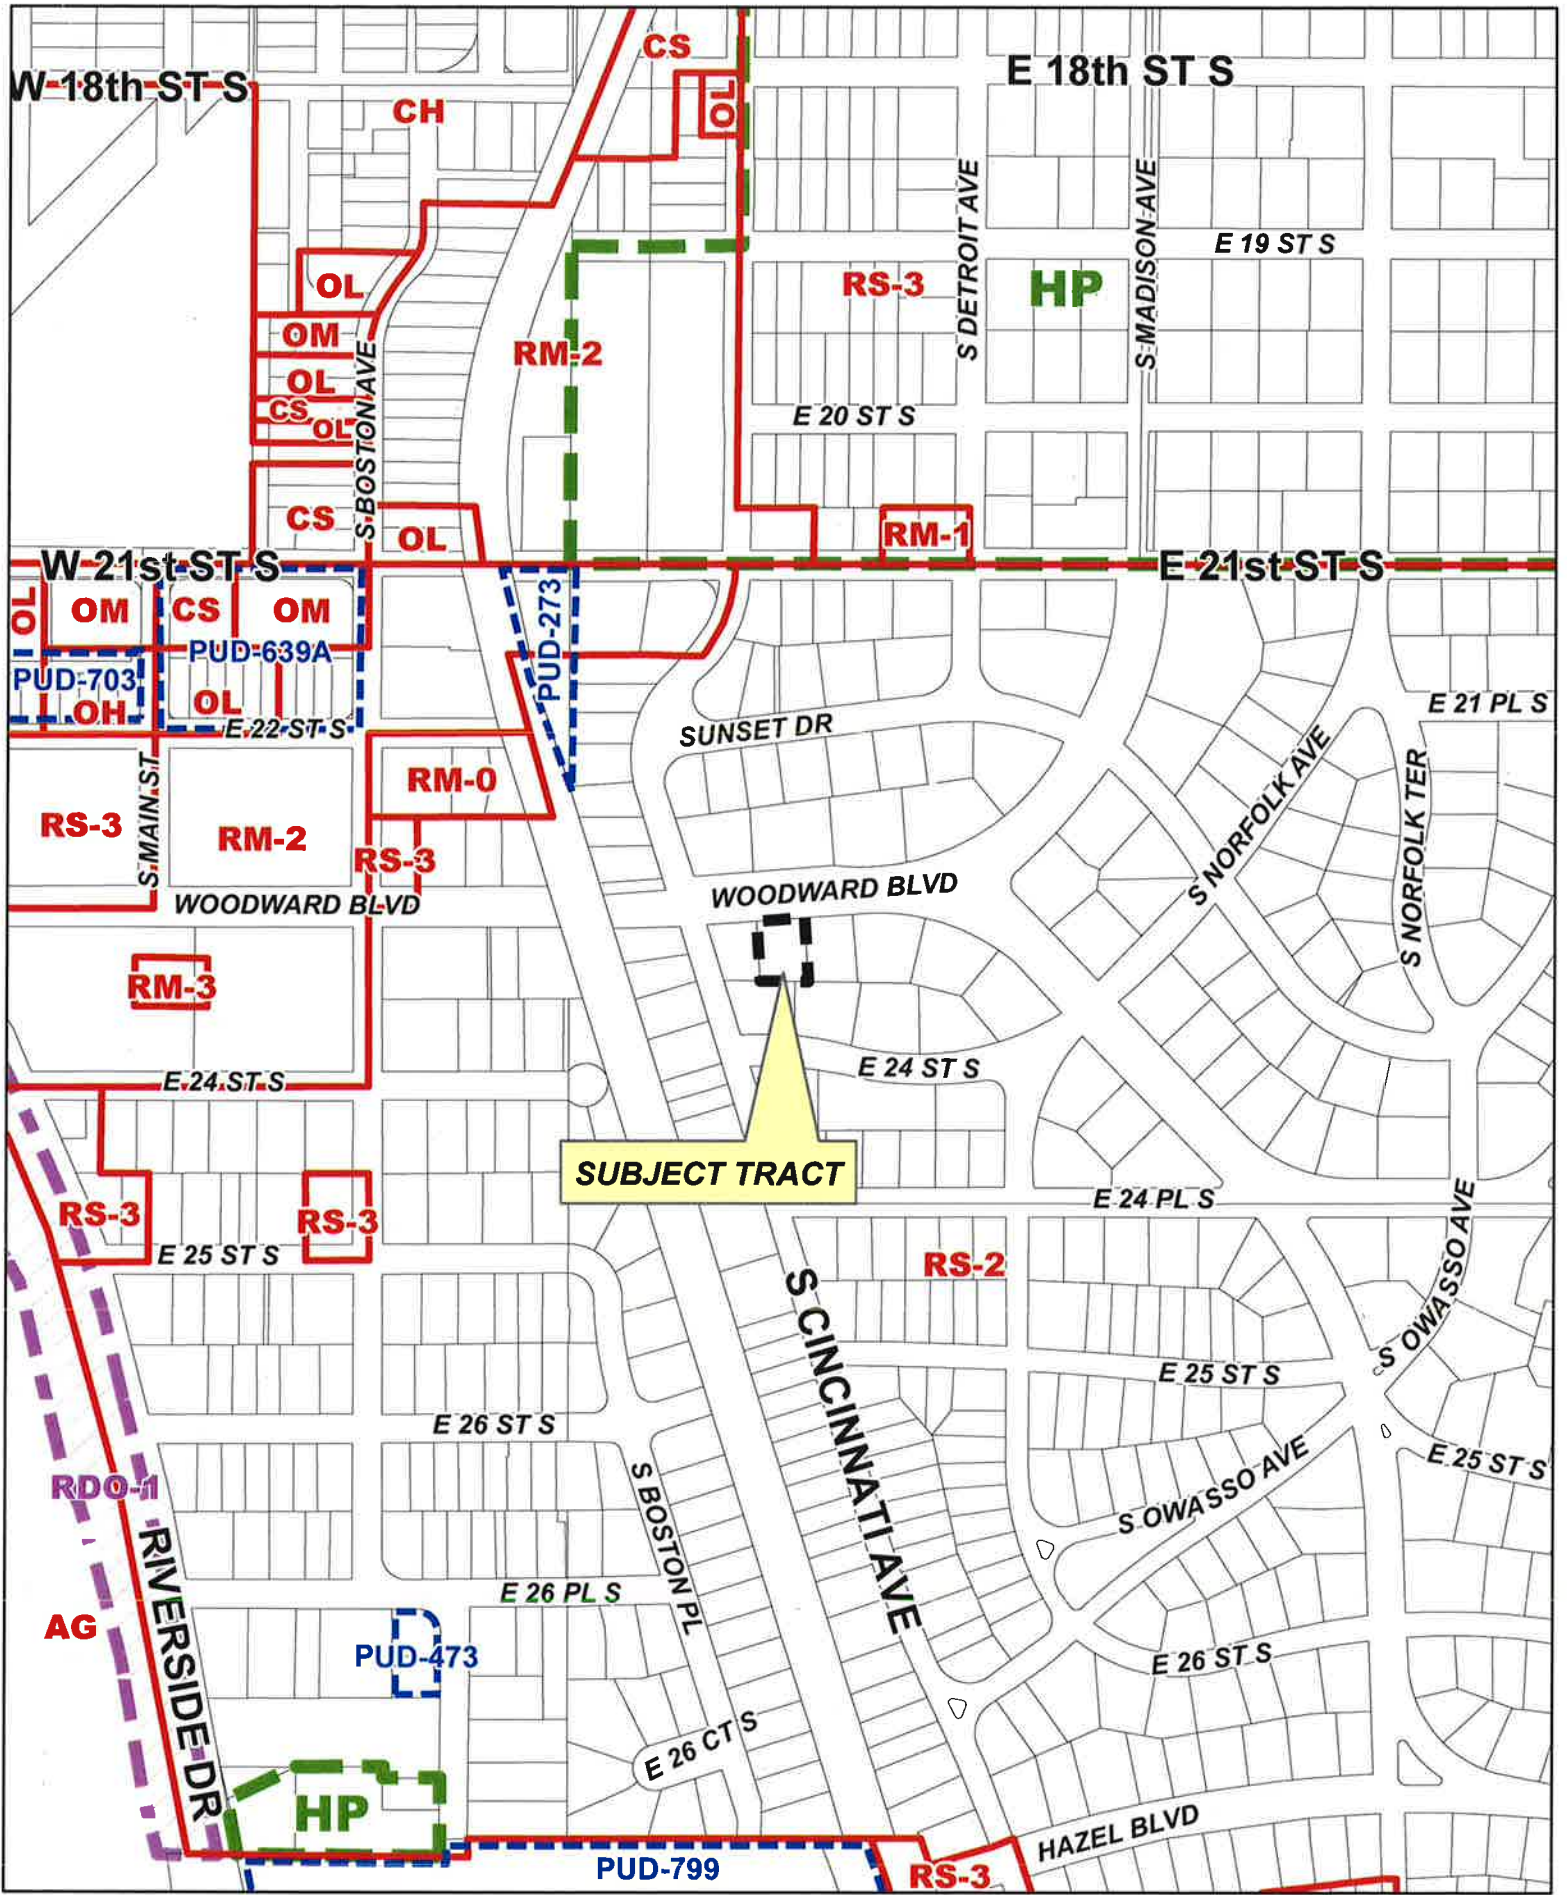 CS
W 18th ST S
E 18th ST S
CH
OL
S DETROIT AVE
S MADISON AVE
E 19 ST S
OL
RS-3
HP
OM
RM-2
OL
CS
OL
E 20 ST S
S BOSTON AVE
CS
OL
RM-1
W 21st ST S
E 21st ST S
OL
OM
CS
OM
PUD-273
PUD-639A
PUD-703
OL
OH
E 22 ST S
SUNSET DR
E 21 PL S
S MAIN ST
RM-0
S NORFOLK AVE
S NORFOLK TER
RS-3
RM-2
RS-3
WOODWARD BLVD
WOODWARD BLVD
RM-3
E 24 ST S
E 24 ST S
SUBJECT TRACT
E 24 PL S
RS-3
RS-3
E 25 ST S
RS-2
S OWASSO AVE
S CINCINNATI AVE
E 25 ST S
E 26 ST S
E 25 ST S
S OWASSO AVE
RDO-1
S BOSTON PL
RIVERSIDE DR
E 26 PL S
AG
PUD-473
E 26 ST S
E 26 CT S
HP
HAZEL BLVD
PUD-799
RS-3